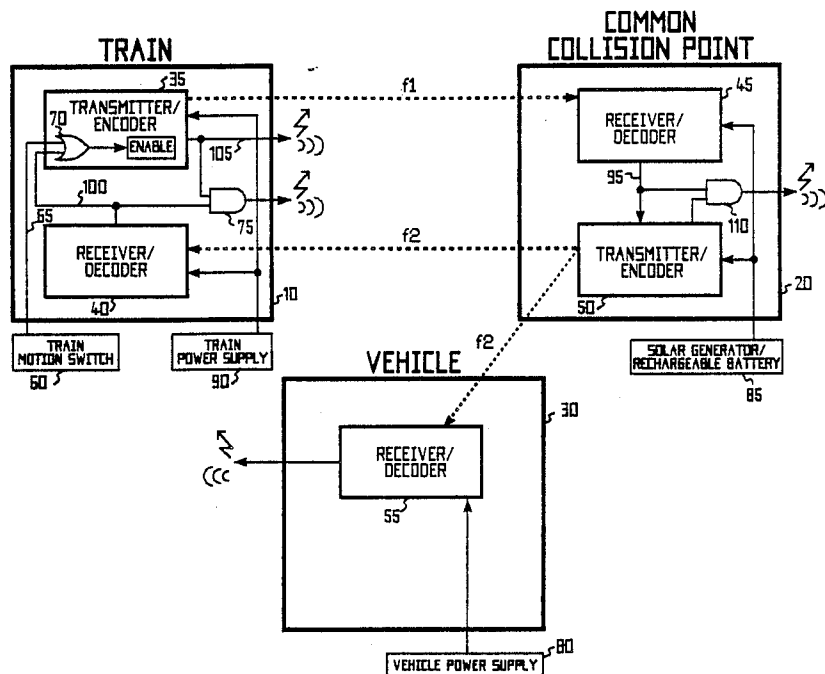 TRAIN
COMMON
COLLISION POINT
35
TRANSMITTER/
ENCODER
70
ENABLE
105
f1
45
RECEIVER/
DECODER
95
100
75
110
65
RECEIVER/
DECODER
40
10
f2
TRANSMITTER/
ENCODER
50
20
TRAIN
MOTION SWITCH
60
TRAIN
POWER SUPPLY
90
f2
SOLAR GENERATOR/
RECHARGEABLE BATTERY
85
VEHICLE
30
RECEIVER/
DECODER
55
VEHICLE POWER SUPPLY
80